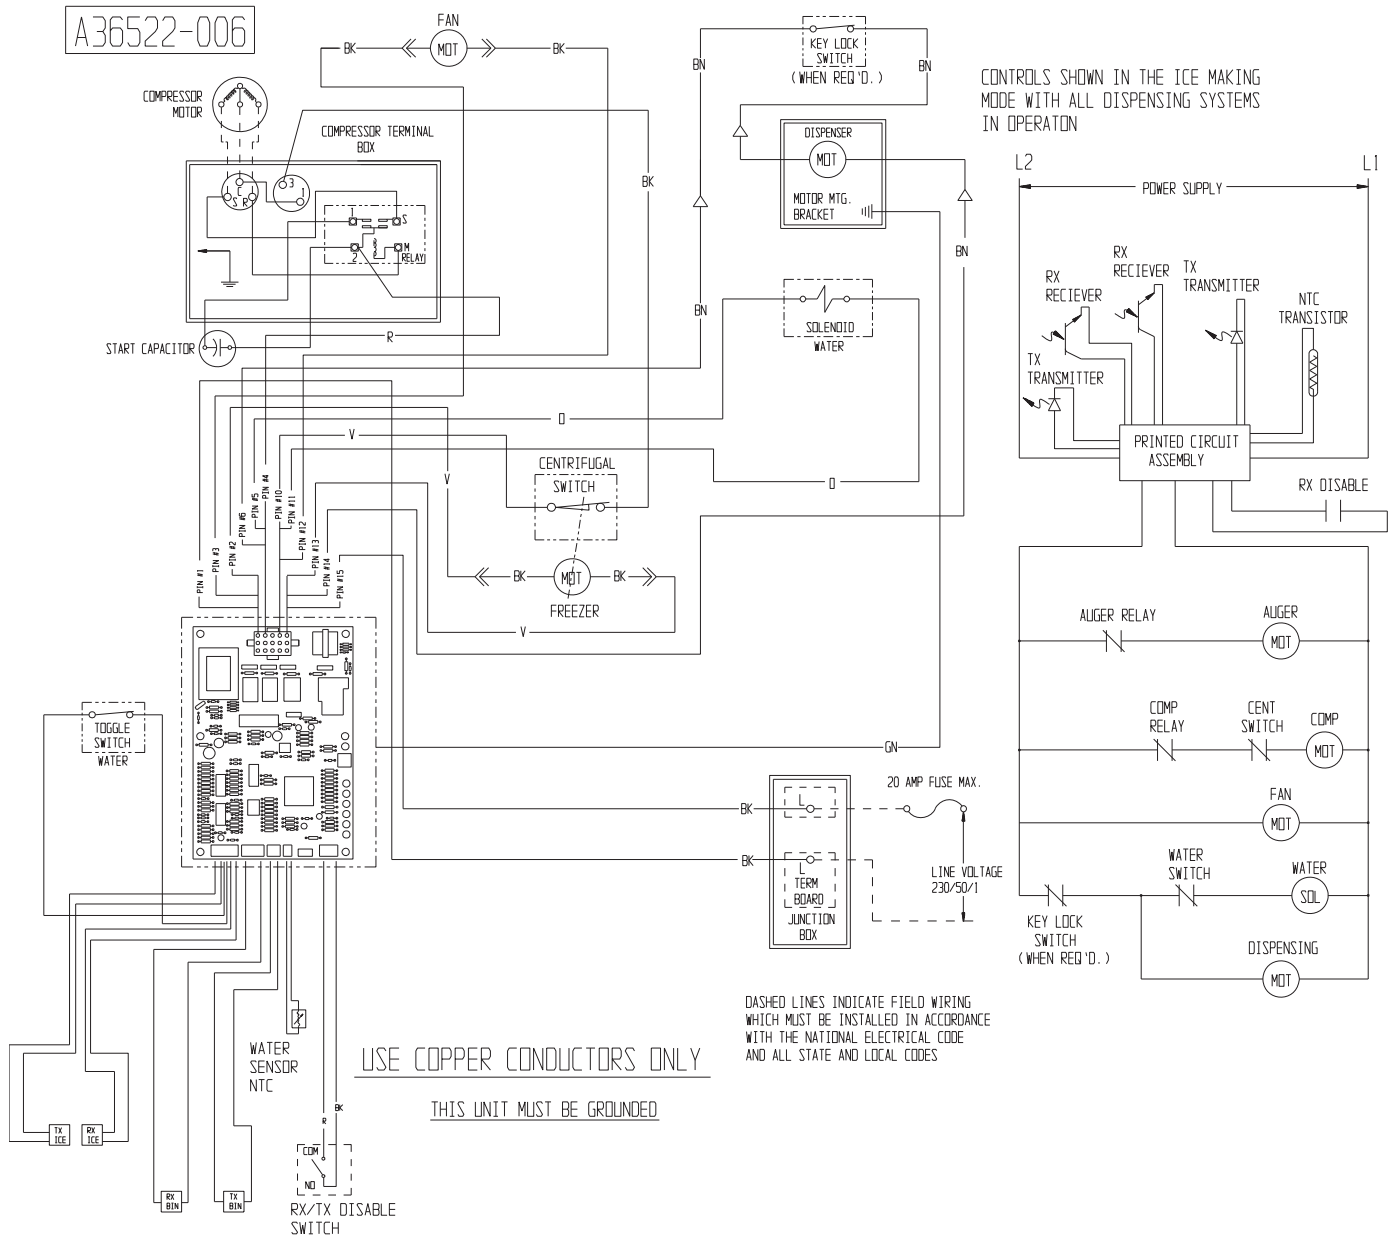 A36522-006
FAN
BK
MOT
BK
COMPRESSOR
MOTOR
COMPRESSOR TERMINAL
BOX
3
1
C
S R
1
S
2
M
RELAY
START CAPACITOR
R
BK
BN
KEY LOCK
SWITCH
(WHEN REQ'D.)
BN
DISPENSER
MOT
MOTOR MTG.
BRACKET
BN
BN
SOLENOID
WATER
O
V
V
CENTRIFUGAL
SWITCH
O
BK
MOT
BK
FREEZER
V
PIN #1
PIN #3
PIN #2
PIN #6
PIN #5
PIN #4
PIN #10
PIN #11
PIN #12
PIN #13
PIN #14
PIN #15
TOGGLE
SWITCH
WATER
GN
BK
L
20 AMP FUSE MAX.
BK
L
TERM
BOARD
JUNCTION
BOX
LINE VOLTAGE
230/50/1
DASHED LINES INDICATE FIELD WIRING
WHICH MUST BE INSTALLED IN ACCORDANCE
WITH THE NATIONAL ELECTRICAL CODE
AND ALL STATE AND LOCAL CODES
WATER
SENSOR
NTC
USE COPPER CONDUCTORS ONLY
THIS UNIT MUST BE GROUNDED
TX
ICE
RX
ICE
RX
BIN
TX
BIN
R
BK
COM
NO
RX/TX DISABLE
SWITCH
CONTROLS SHOWN IN THE ICE MAKING
MODE WITH ALL DISPENSING SYSTEMS
IN OPERATON
L2
L1
POWER SUPPLY
RX
RECIEVER
RX
RECIEVER
TX
TRANSMITTER
NTC
TRANSISTOR
TX
TRANSMITTER
PRINTED CIRCUIT
ASSEMBLY
RX DISABLE
AUGER RELAY
AUGER
MOT
COMP
RELAY
CENT
SWITCH
COMP
MOT
FAN
MOT
WATER
SWITCH
WATER
SOL
KEY LOCK
SWITCH
(WHEN REQ'D.)
DISPENSING
MOT